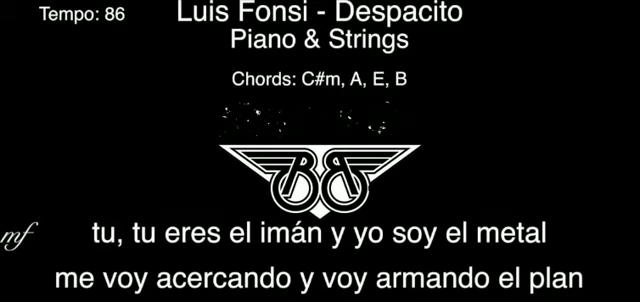 Tempo: 86
Luis Fonsi - Despacito
Piano & Strings
Chords: C#m, A, E, B
mf
tu, tu eres el imán y yo soy el metal
me voy acercando y voy armando el plan